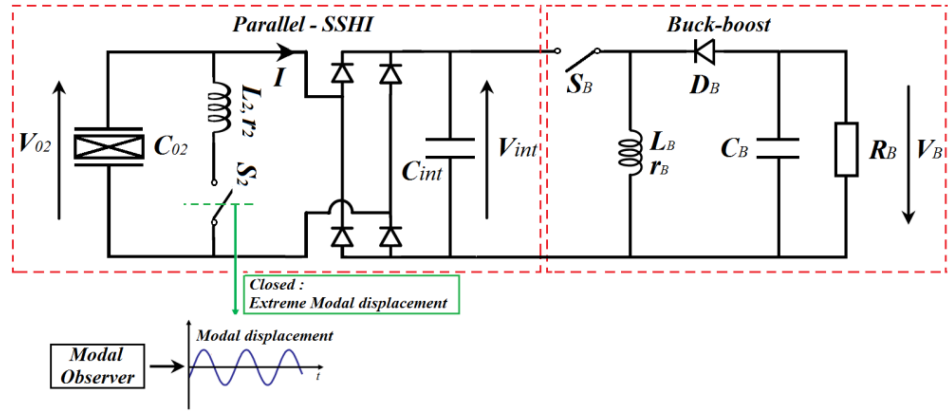 Parallel - SSHI
Buck-boost
I
L2, r2
S2
V02
C02
Cint
Vint
SB
DB
LB
rB
CB
RB
VB
Closed :
Extreme Modal displacement
Modal displacement
t
Modal
Observer